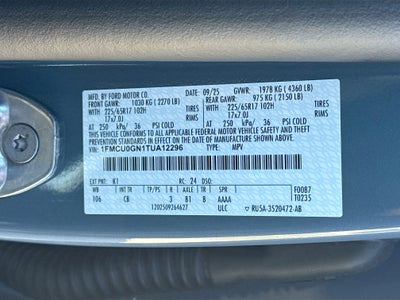 MFD. BY FORD MOTOR CO. 09/25 GVWR: 1978 KG ( 4360 LB)
FRONT GAWR: 1030 KG ( 2270 LB) REAR GAWR: 975 KG ( 2150 LB)
WITH 225/65R17 102H TIRES WITH 225/65R17 102H TIRES
17x7.0J RIMS 17x7.0J RIMS
AT 250 kPa/ 36 PSI COLD AT 250 kPa/ 36 PSI COLD
THIS VEHICLE CONFORMS TO ALL APPLICABLE FEDERAL MOTOR VEHICLE
SAFETY AND THEFT PREVENTION STANDARDS IN EFFECT ON THE DATE OF
MANUFACTURE SHOWN ABOVE.
VIN: 1FMCU0GN1TUA12296 TYPE: MPV
EXT PNT: K1 RC: 24 DSO:
WB TP/PS R AXLE TR SPR F0087
106 CB 3 81 8 AAAA T0235
1202509264627 ULC RU5A-3520472-AB